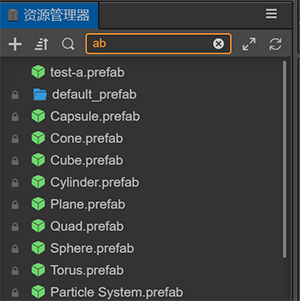 资源管理器
ab
test-a.prefab
default_prefab
Capsule.prefab
Cone.prefab
Cube.prefab
Cylinder.prefab
Plane.prefab
Quad.prefab
Sphere.prefab
Torus.prefab
Particle System.prefab